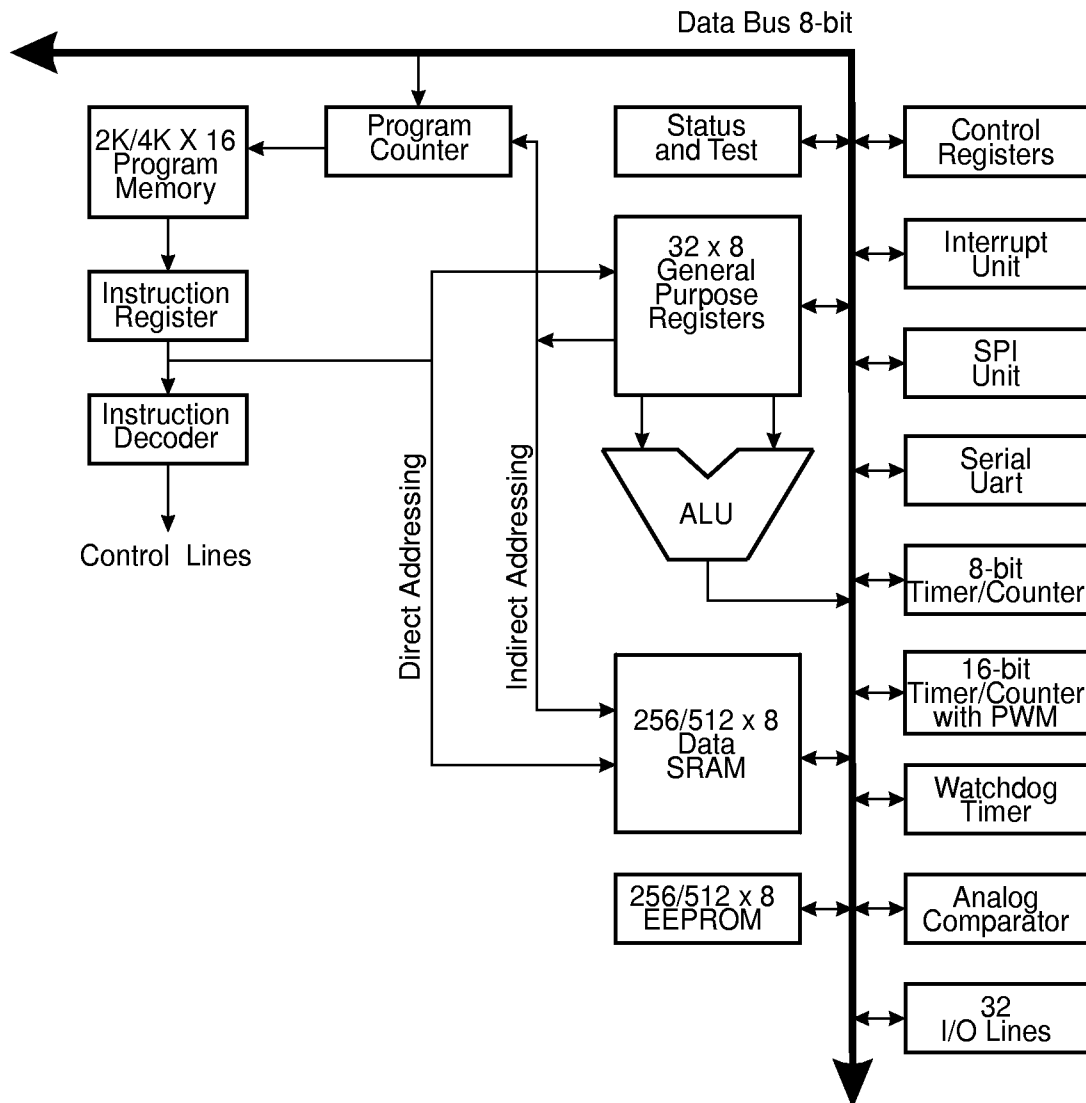 Data Bus 8-bit
2K/4K X 16
Program
Memory
Program
Counter
Status
and Test
Control
Registers
Instruction
Register
32 x 8
General
Purpose
Registers
Interrupt
Unit
SPI
Unit
Instruction
Decoder
Control Lines
Direct Addressing
Indirect Addressing
ALU
Serial
Uart
8-bit
Timer/Counter
256/512 x 8
Data
SRAM
16-bit
Timer/Counter
with PWM
Watchdog
Timer
256/512 x 8
EEPROM
Analog
Comparator
32
I/O Lines